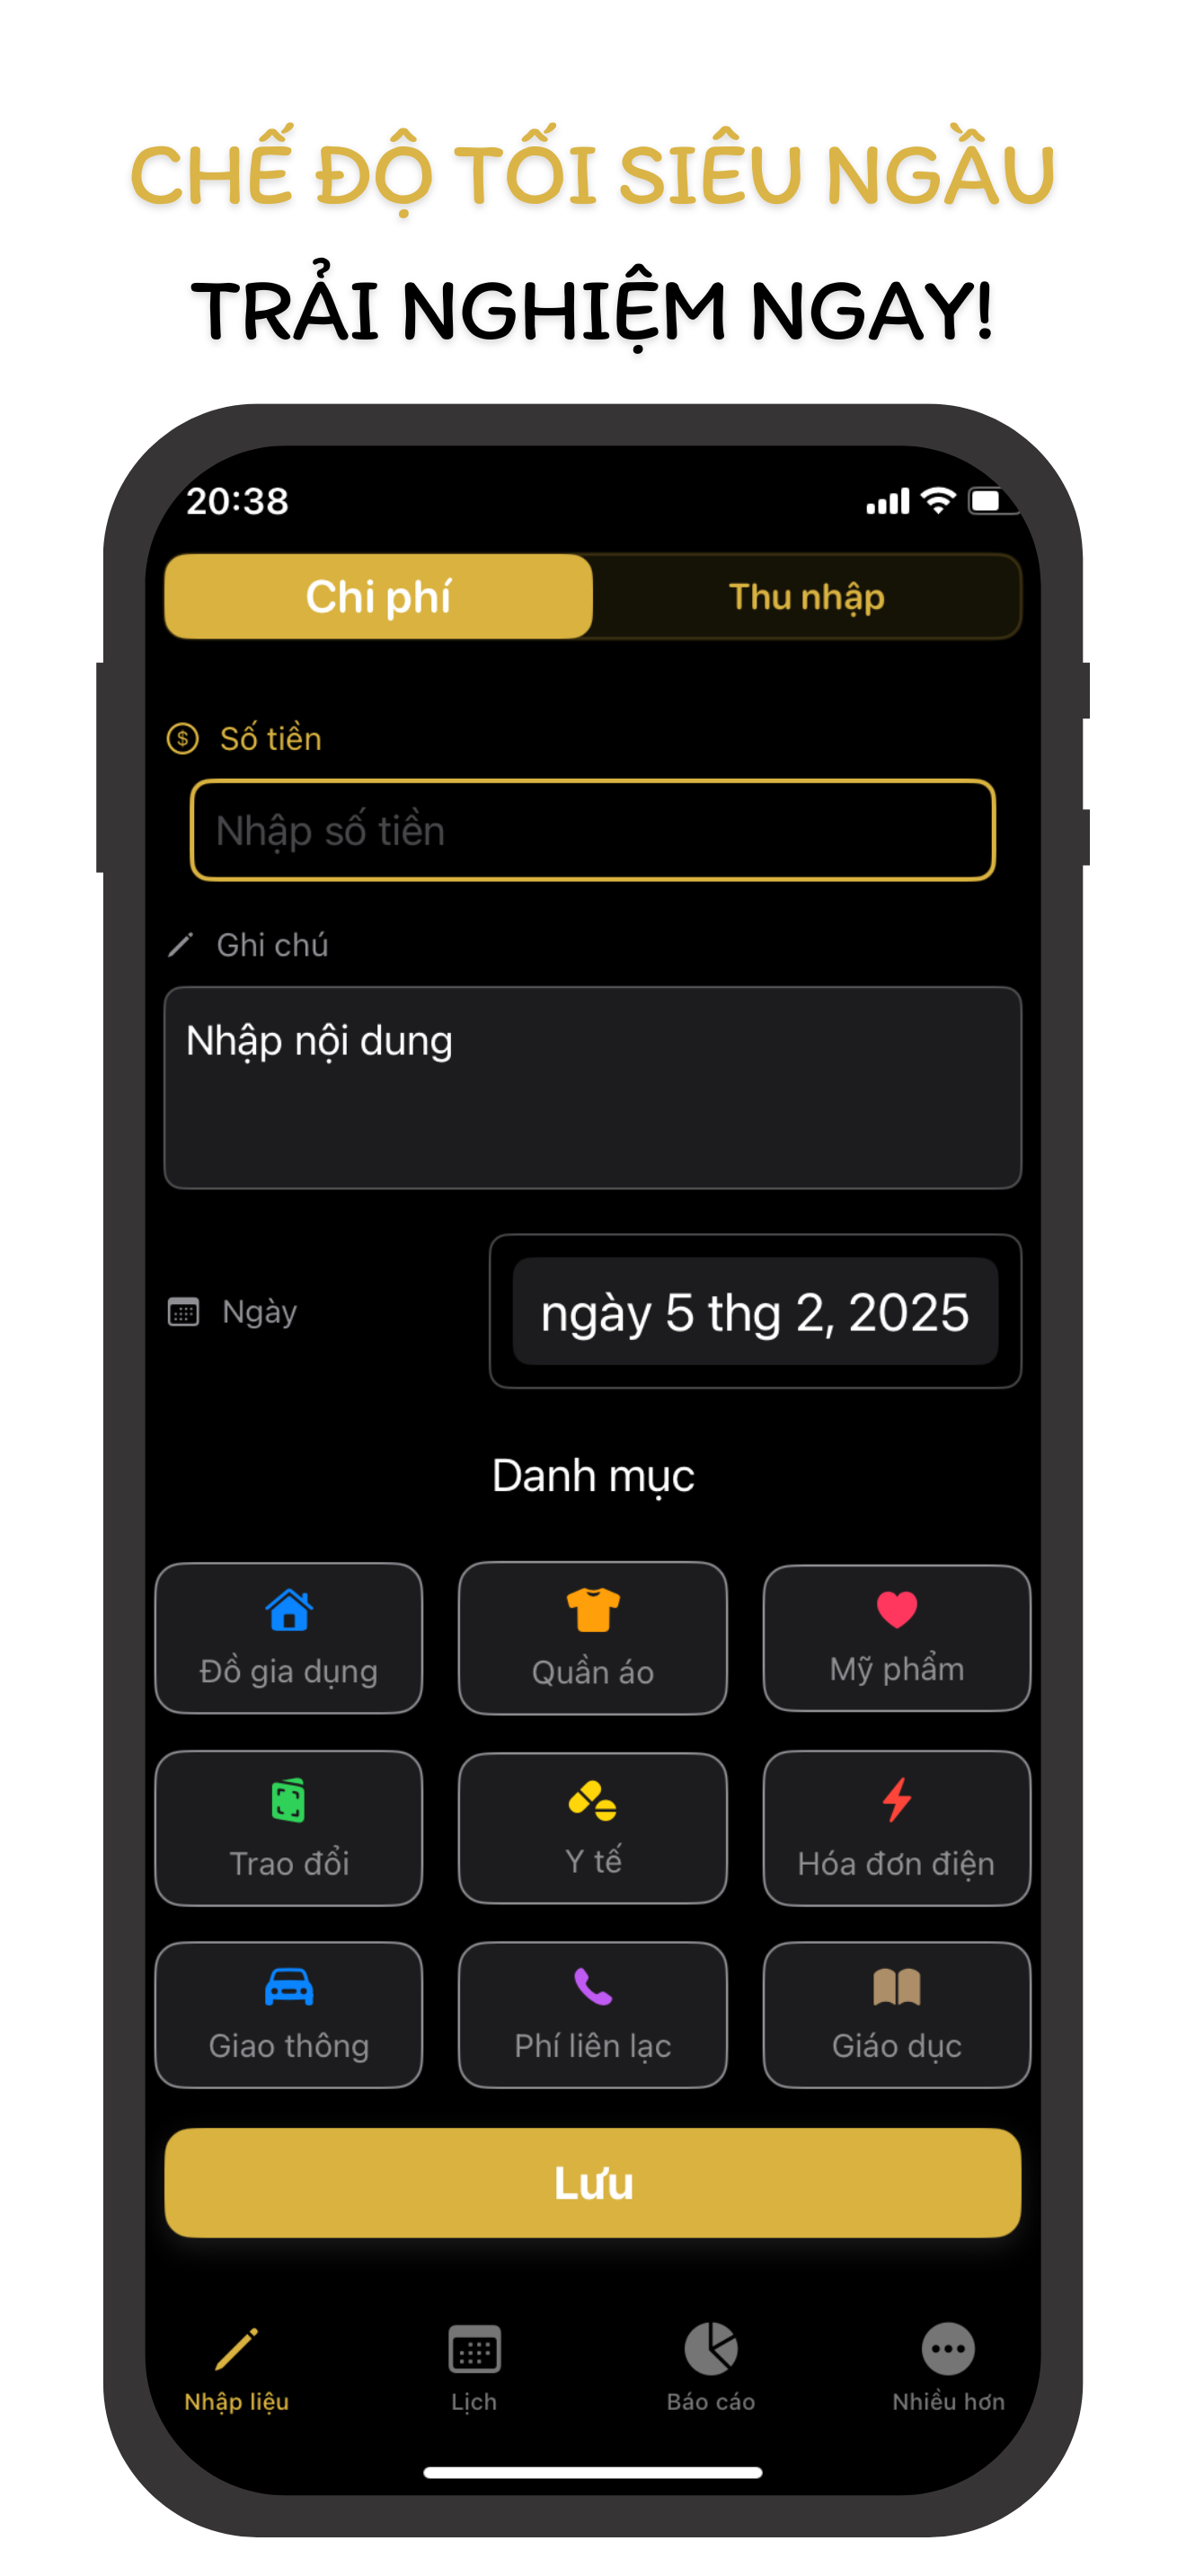 CHẾ ĐỘ TỐI SIÊU NGẦU
TRẢI NGHIỆM NGAY!
20:38
Chi phí
Thu nhập
Số tiền
Nhập số tiền
Ghi chú
Nhập nội dung
Ngày
ngày 5 thg 2, 2025
Danh mục
Đồ gia dụng
Quần áo
Mỹ phẩm
Trao đổi
Y tế
Hóa đơn điện
Giao thông
Phí liên lạc
Giáo dục
Lưu
Nhập liệu
Lịch
Báo cáo
Nhiều hơn